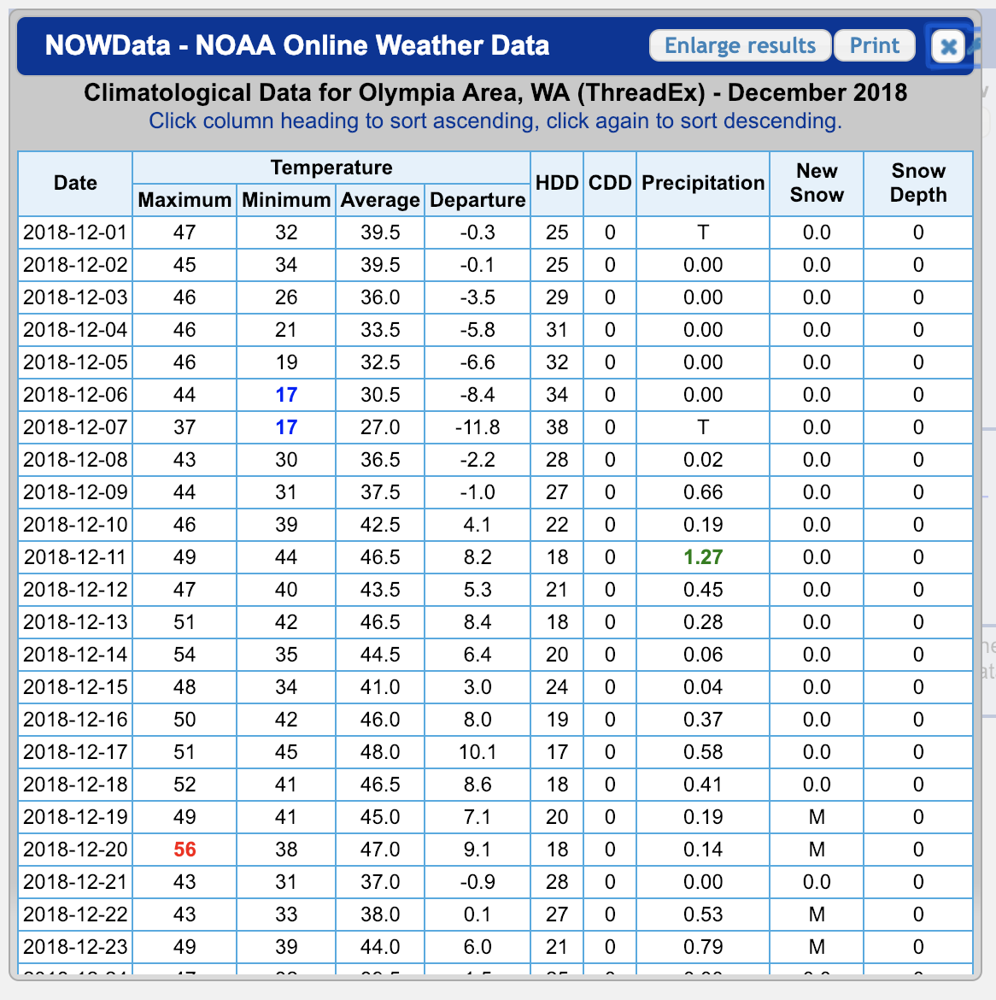 NOWData - NOAA Online Weather Data Enlarge results Print
Climatological Data for Olympia Area, WA (ThreadEx) - December 2018
Click column heading to sort ascending, click again to sort descending.
Date Temperature HDD CDD Precipitation New Snow Snow Depth
Maximum Minimum Average Departure
2018-12-01 47 32 39.5 -0.3 25 0 T 0.0 0
2018-12-02 45 34 39.5 -0.1 25 0 0.00 0.0 0
2018-12-03 46 26 36.0 -3.5 29 0 0.00 0.0 0
2018-12-04 46 21 33.5 -5.8 31 0 0.00 0.0 0
2018-12-05 46 19 32.5 -6.6 32 0 0.00 0.0 0
2018-12-06 44 17 30.5 -8.4 34 0 0.00 0.0 0
2018-12-07 37 17 27.0 -11.8 38 0 T 0.0 0
2018-12-08 43 30 36.5 -2.2 28 0 0.02 0.0 0
2018-12-09 44 31 37.5 -1.0 27 0 0.66 0.0 0
2018-12-10 46 39 42.5 4.1 22 0 0.19 0.0 0
2018-12-11 49 44 46.5 8.2 18 0 1.27 0.0 0
2018-12-12 47 40 43.5 5.3 21 0 0.45 0.0 0
2018-12-13 51 42 46.5 8.4 18 0 0.28 0.0 0
2018-12-14 54 35 44.5 6.4 20 0 0.06 0.0 0
2018-12-15 48 34 41.0 3.0 24 0 0.04 0.0 0
2018-12-16 50 42 46.0 8.0 19 0 0.37 0.0 0
2018-12-17 51 45 48.0 10.1 17 0 0.58 0.0 0
2018-12-18 52 41 46.5 8.6 18 0 0.41 0.0 0
2018-12-19 49 41 45.0 7.1 20 0 0.19 M 0
2018-12-20 56 38 47.0 9.1 18 0 0.14 M 0
2018-12-21 43 31 37.0 -0.9 28 0 0.00 0.0 0
2018-12-22 43 33 38.0 0.1 27 0 0.53 M 0
2018-12-23 49 39 44.0 6.0 21 0 0.79 M 0